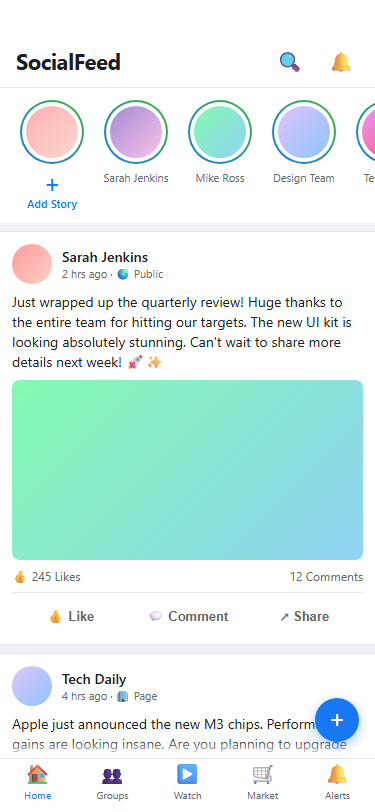 SocialFeed
+
Add Story
Sarah Jenkins
Mike Ross
Design Team
Sarah Jenkins
2 hrs ago · Public
Just wrapped up the quarterly review! Huge thanks to
the entire team for hitting our targets. The new UI kit is
looking absolutely stunning. Can't wait to share more
details next week! 🚀 ✨
245 Likes
12 Comments
Like
Comment
Share
Tech Daily
4 hrs ago · Page
Apple just announced the new M3 chips.
gains are looking insane. Are you planning to upgrade
+
Home
Groups
Watch
Market
Alerts